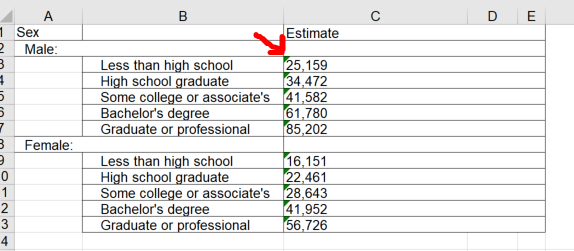 A B C D E
1 Sex Estimate
2 Male:
3 Less than high school 25,159
4 High school graduate 34,472
5 Some college or associate's 41,582
6 Bachelor's degree 61,780
7 Graduate or professional 85,202
8 Female:
9 Less than high school 16,151
0 High school graduate 22,461
1 Some college or associate's 28,643
2 Bachelor's degree 41,952
3 Graduate or professional 56,726
4